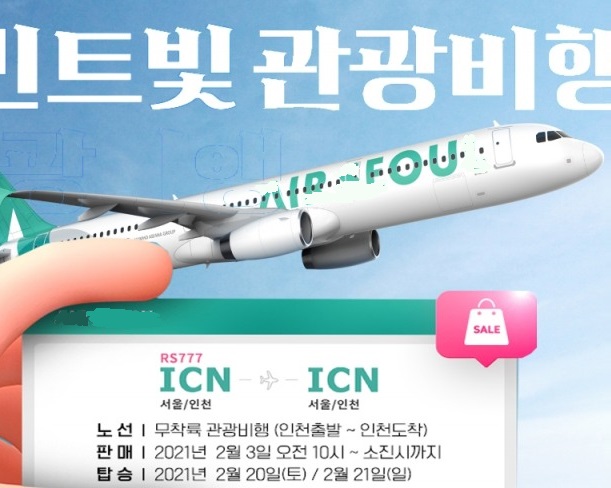 민트빛 관광비행
AIR
FOU
SALE
RS777
ICN ICN
서울/인천 서울/인천
노선 | 무착륙 관광비행 (인천출발 ~ 인천도착)
판매 | 2021년 2월 3일 오전 10시 ~ 소진시까지
탑승 | 2021년 2월 20일(토) / 2월 21일(일)